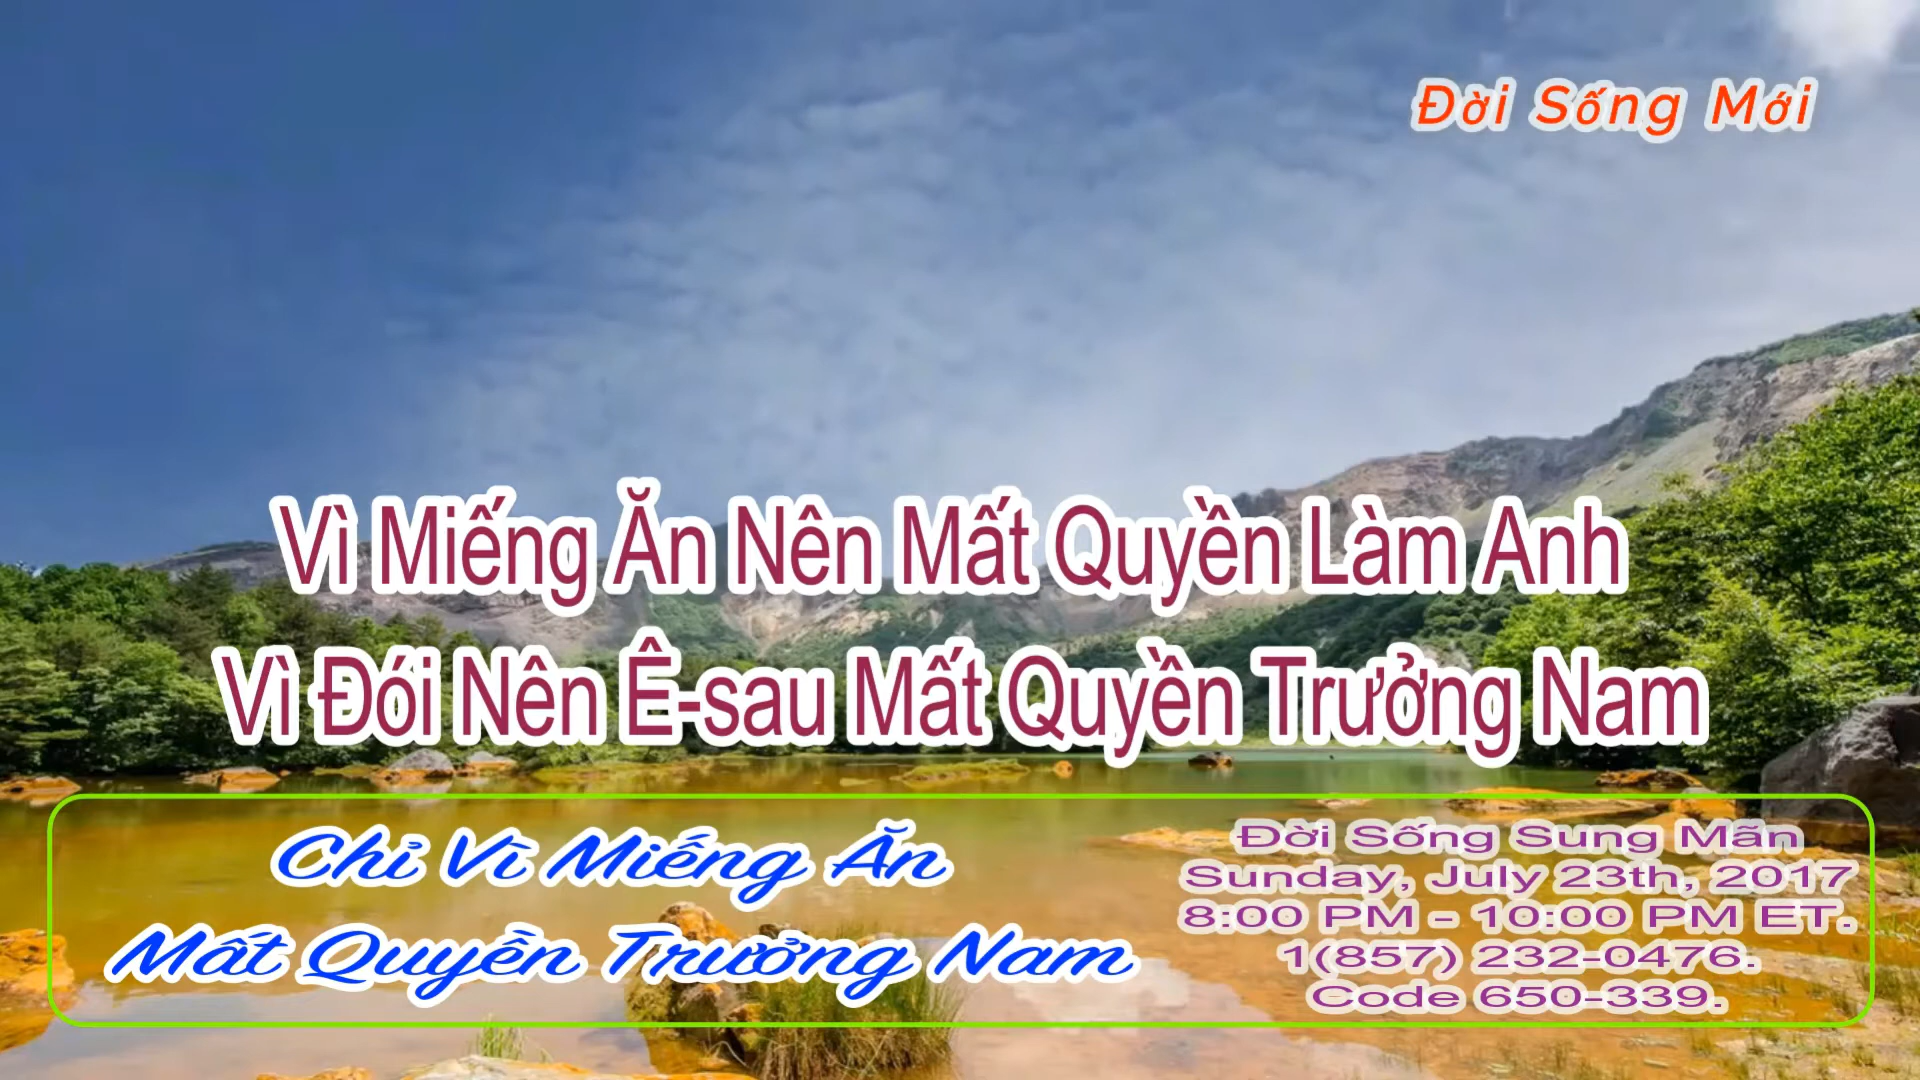 Đời Sống Mới
Vì Miếng Ăn Nên Mất Quyền Làm Anh
Vì Đói Nên Ê-sau Mất Quyền Trưởng Nam
Chỉ Vì Miếng Ăn
Mất Quyền Trưởng Nam
Đời Sống Sung Mãn
Sunday, July 23th, 2017
8:00 PM - 10:00 PM ET.
1(857) 232-0476.
Code 650-339.